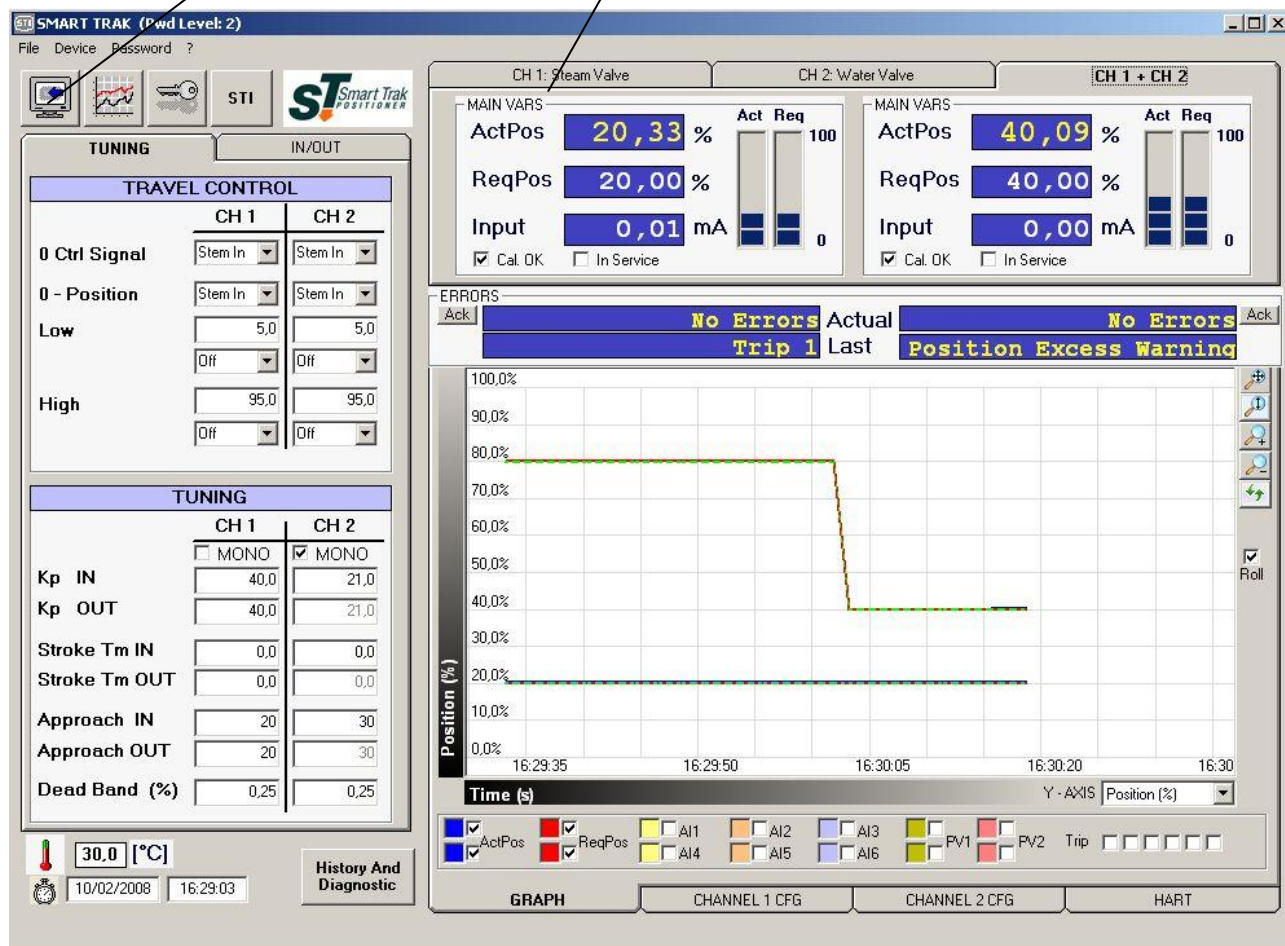 SMART TRAK (Pwd Level: 2)
File Device Password ?
STI
ST Smart Trak
POSITIONER
TUNING IN/OUT
TRAVEL CONTROL
CH 1 CH 2
0 Ctrl Signal Stem In Stem In
0 - Position Stem In Stem In
Low 5,0 5,0
Off Off
High 95,0 95,0
Off Off
TUNING
CH 1 CH 2
MONO MONO
Kp IN 40,0 21,0
Kp OUT 40,0 21,0
Stroke Tm IN 0,0 0,0
Stroke Tm OUT 0,0 0,0
Approach IN 20 30
Approach OUT 20 30
Dead Band (%) 0,25 0,25
30,0 [°C]
10/02/2008 16:29:03
History And
Diagnostic
CH 1: Steam Valve CH 2: Water Valve CH 1 + CH 2
MAIN VARS
ActPos 20,33 %
ReqPos 20,00 %
Input 0,01 mA
Cal. OK In Service
Act Req
100
0
MAIN VARS
ActPos 40,09 %
ReqPos 40,00 %
Input 0,00 mA
Cal. OK In Service
Act Req
100
0
ERRORS
Ack No Errors Actual No Errors Ack
Trip 1 Last Position Excess Warning
100,0%
90,0%
80,0%
70,0%
60,0%
50,0%
40,0%
30,0%
20,0%
10,0%
0,0%
Position (%)
16:29:35 16:29:50 16:30:05 16:30:20 16:30
Roll
Time (s) Y - AXIS Position (%)
ActPos ReqPos AI1 AI2 AI3 PV1 PV2 Trip
AI4 AI5 AI6
GRAPH CHANNEL 1 CFG CHANNEL 2 CFG HART